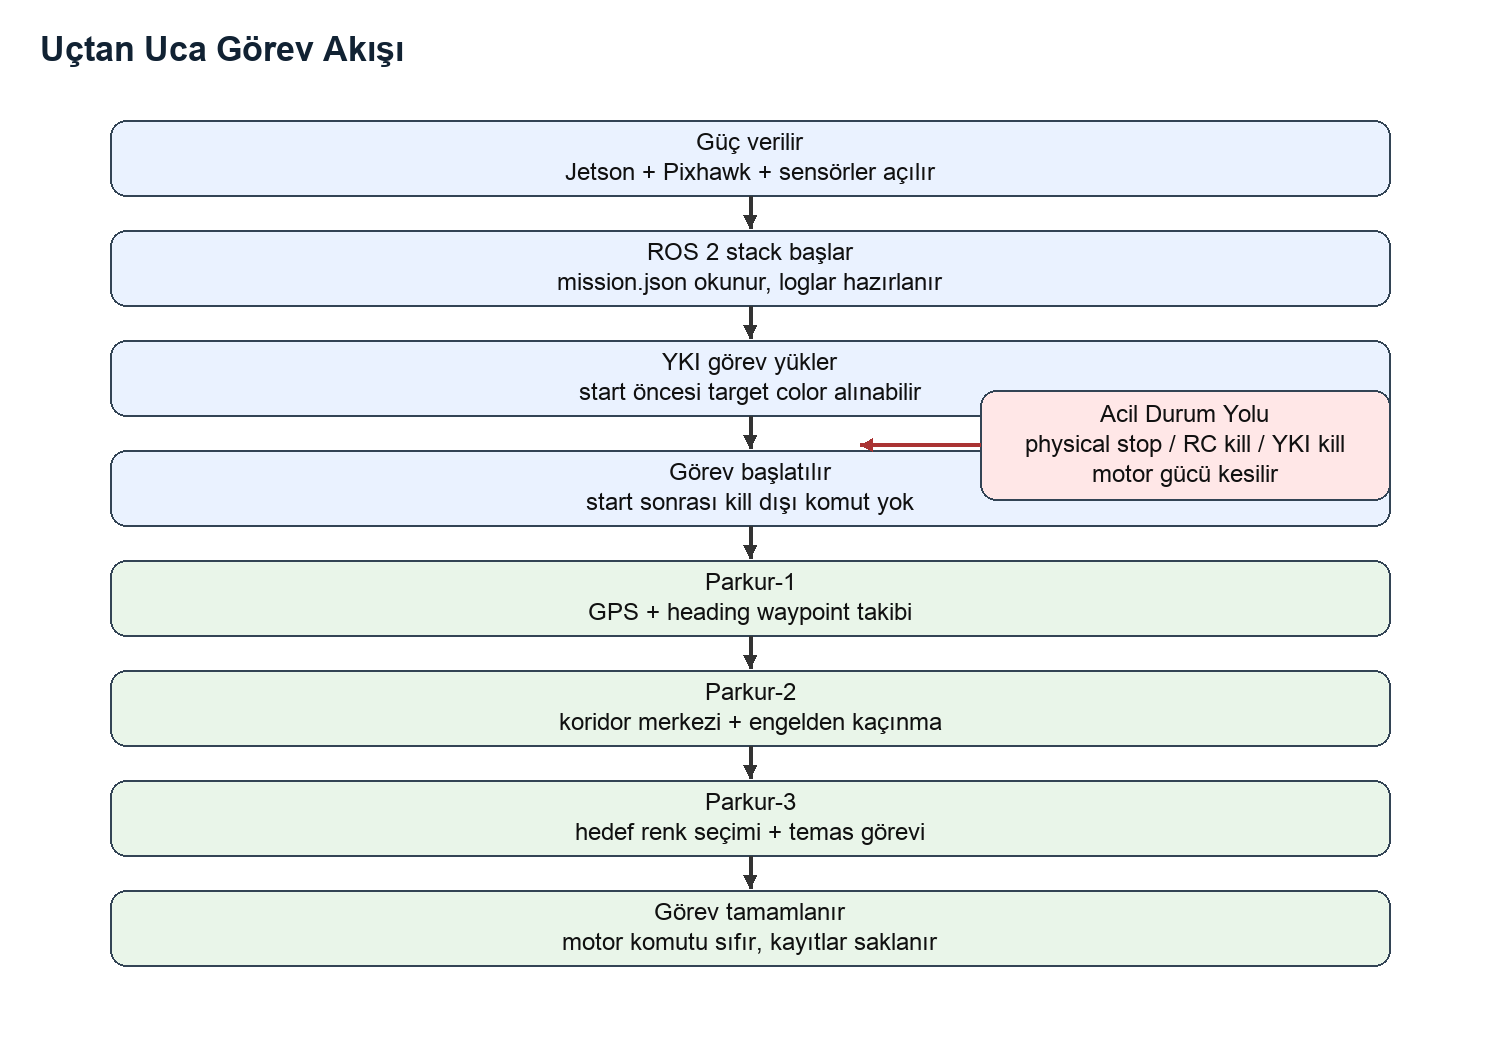 Uçtan Uca Görev Akışı
Güç verilir
Jetson + Pixhawk + sensörler açılır
ROS 2 stack başlar
mission.json okunur, loglar hazırlanır
YKI görev yükler
start öncesi target color alınabilir
Acil Durum Yolu
physical stop / RC kill / YKI kill
motor gücü kesilir
Görev başlatılır
start sonrası kill dışı komut yok
Parkur-1
GPS + heading waypoint takibi
Parkur-2
koridor merkezi + engelden kaçınma
Parkur-3
hedef renk seçimi + temas görevi
Görev tamamlanır
motor komutu sıfır, kayıtlar saklanır